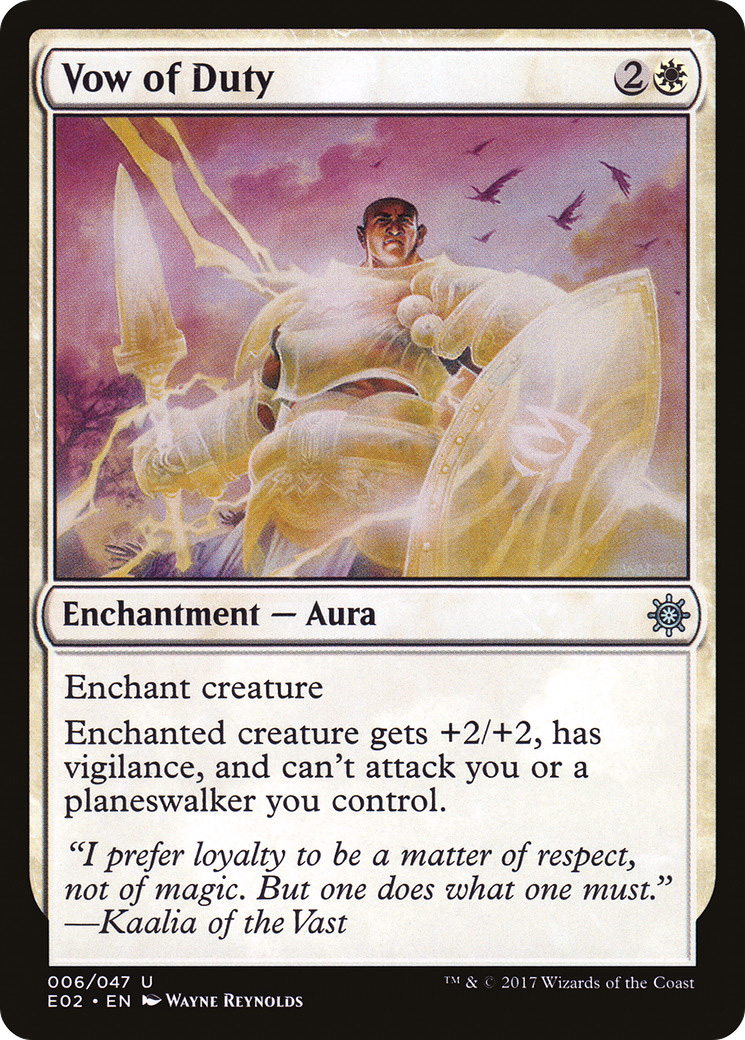 Vow of Duty 2
Enchantment — Aura
Enchant creature
Enchanted creature gets +2/+2, has
vigilance, and can't attack you or a
planeswalker you control.
“I prefer loyalty to be a matter of respect,
not of magic. But one does what one must.”
—Kaalia of the Vast
006/047 U
E02 • EN Wayne Reynolds
™ & © 2017 Wizards of the Coast